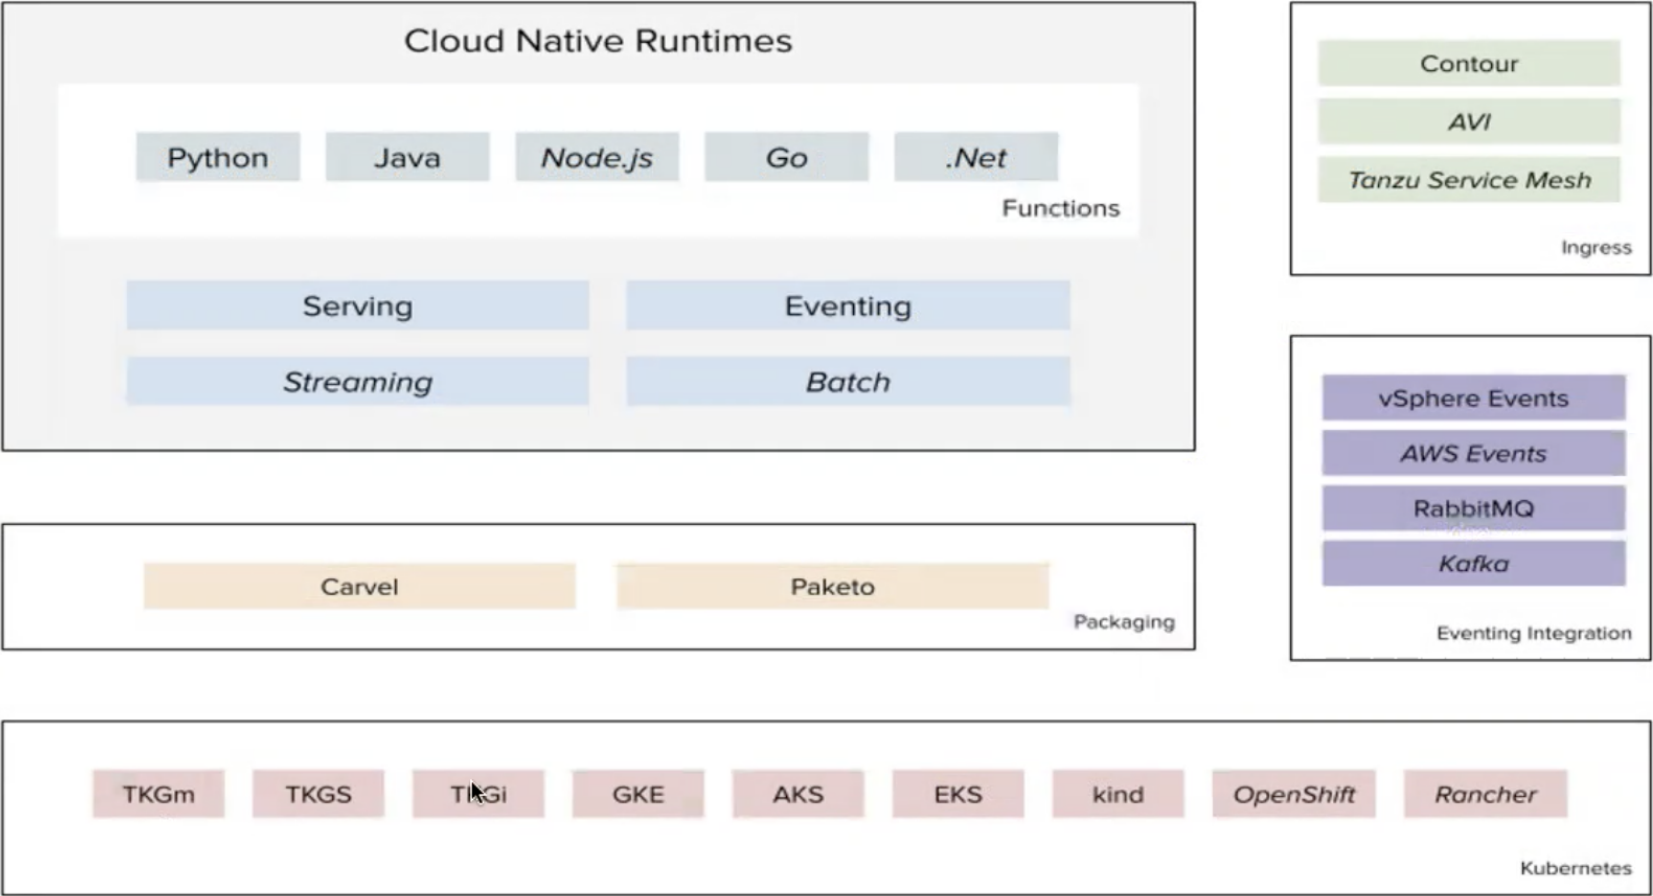 Cloud Native Runtimes
Python
Java
Node.js
Go
.Net
Functions
Serving
Eventing
Streaming
Batch
Contour
AVI
Tanzu Service Mesh
Ingress
vSphere Events
AWS Events
RabbitMQ
Kafka
Eventing Integration
Carvel
Paketo
Packaging
TKGm
TKGS
TKGi
GKE
AKS
EKS
kind
OpenShift
Rancher
Kubernetes